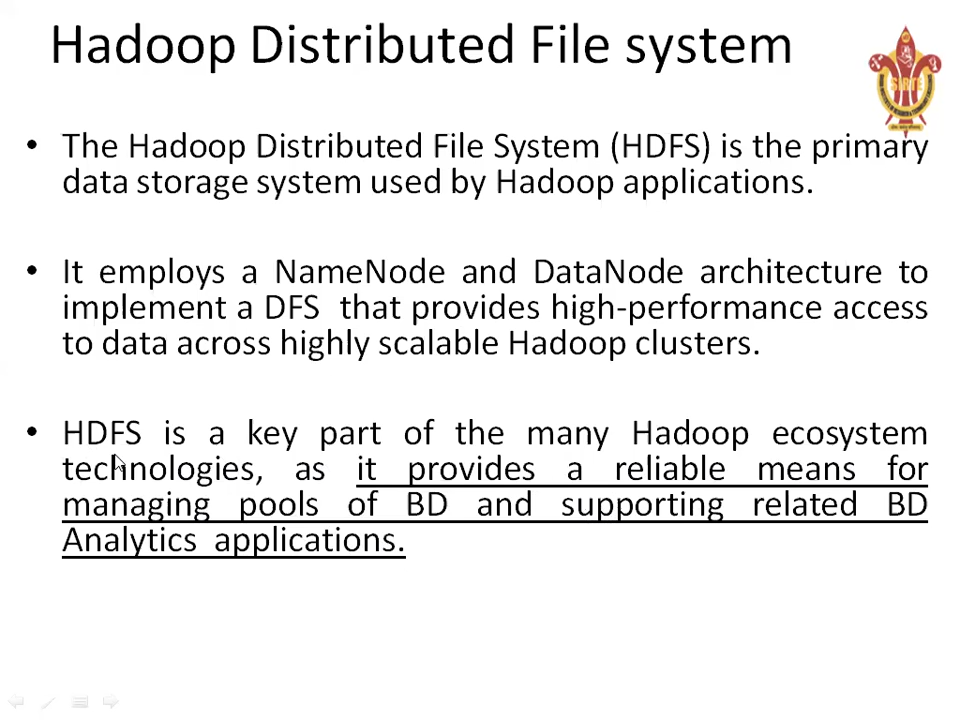 Hadoop Distributed File system
• The Hadoop Distributed File System (HDFS) is the primary
data storage system used by Hadoop applications.
• It employs a NameNode and DataNode architecture to
implement a DFS that provides high-performance access
to data across highly scalable Hadoop clusters.
• HDFS is a key part of the many Hadoop ecosystem
technologies, as it provides a reliable means for
managing pools of BD and supporting related BD
Analytics applications.